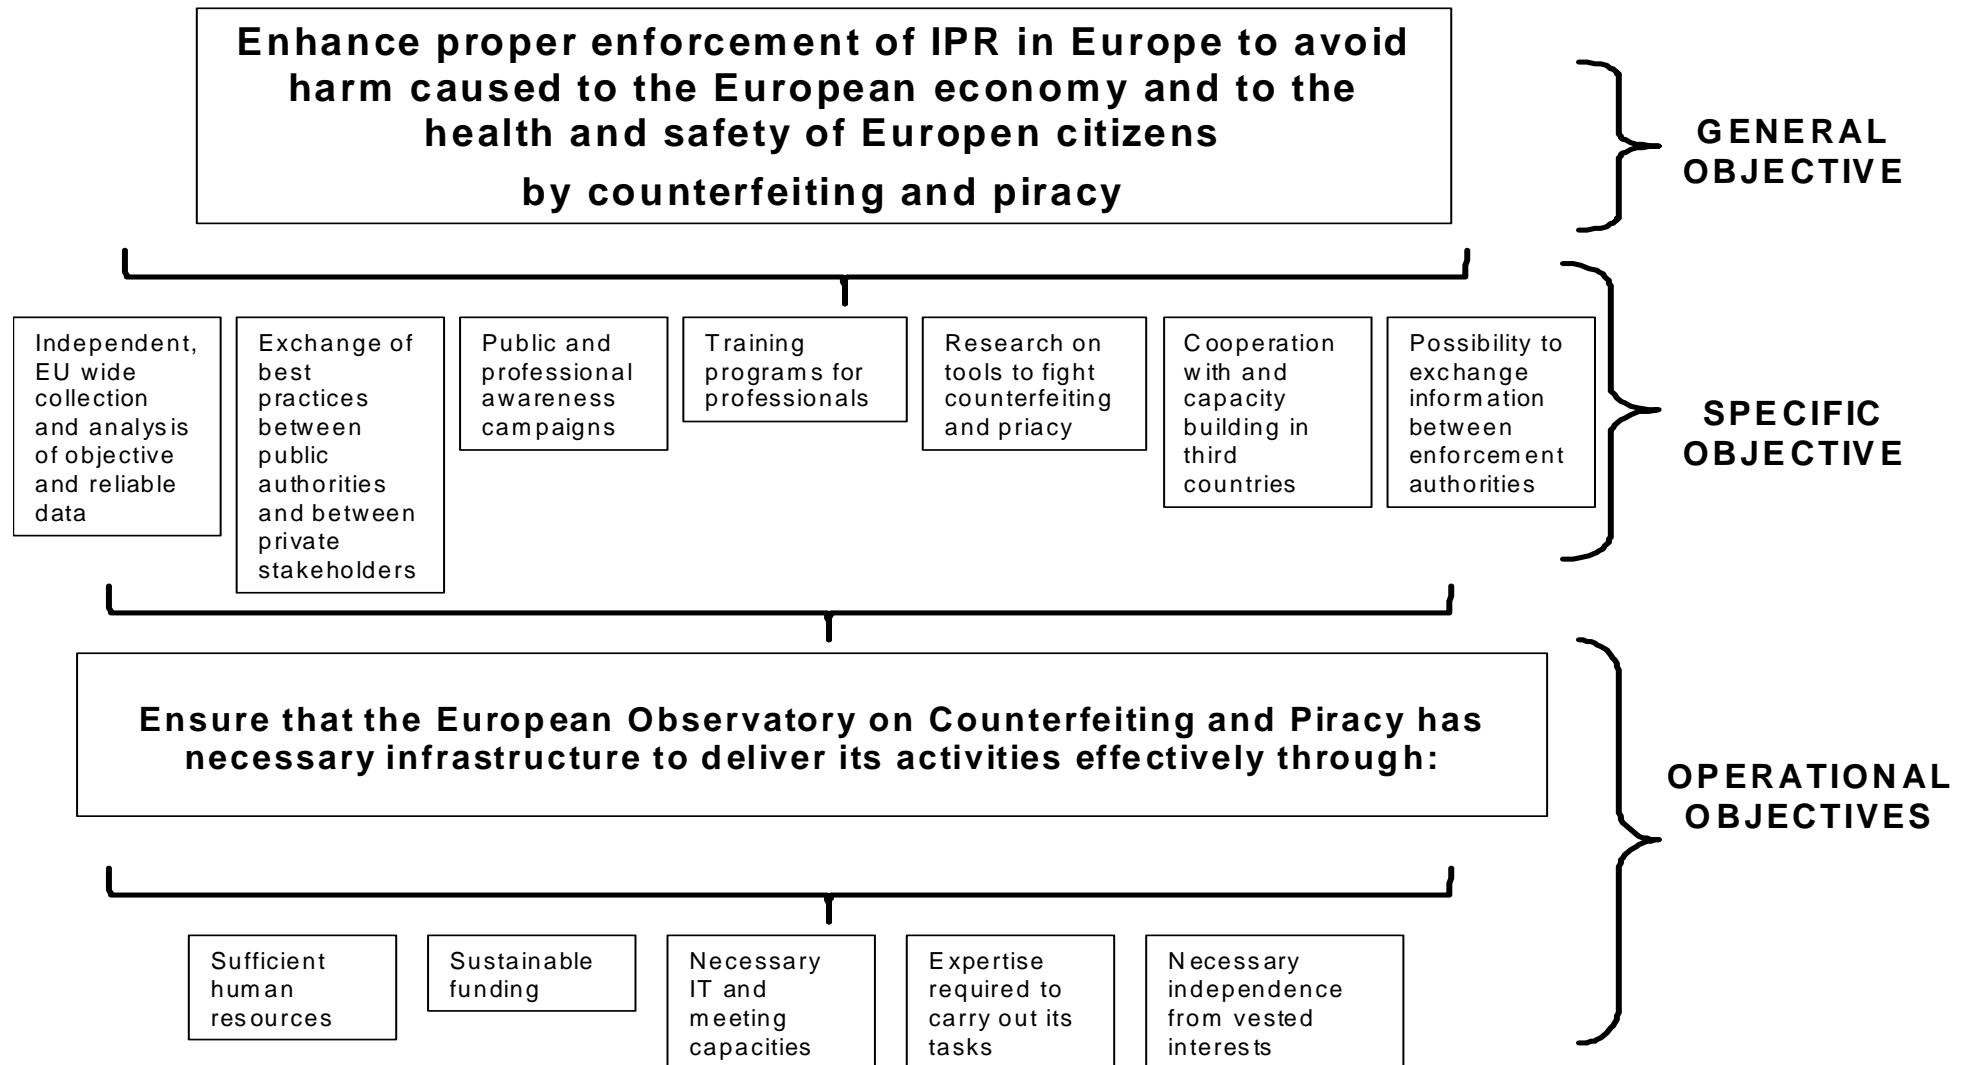 Enhance proper enforcement of IPR in Europe to avoid
harm caused to the European economy and to the
health and safety of Europen citizens
by counterfeiting and piracy
GENERAL
OBJECTIVE
Independent,
EU wide
collection
and analysis
of objective
and reliable
data
Exchange of
best
practices
between
public
authorities
and between
private
stakeholders
Public and
professional
awareness
campaigns
Training
programs for
professionals
Research on
tools to fight
counterfeiting
and priacy
Cooperation
with and
capacity
building in
third
countries
Possibility to
exchange
information
between
enforcement
authorities
SPECIFIC
OBJECTIVE
Ensure that the European Observatory on Counterfeiting and Piracy has
necessary infrastructure to deliver its activities effectively through:
OPERATIONAL
OBJECTIVES
Sufficient
human
resources
Sustainable
funding
Necessary
IT and
meeting
capacities
Expertise
required to
carry out its
tasks
Necessary
independence
from vested
interests